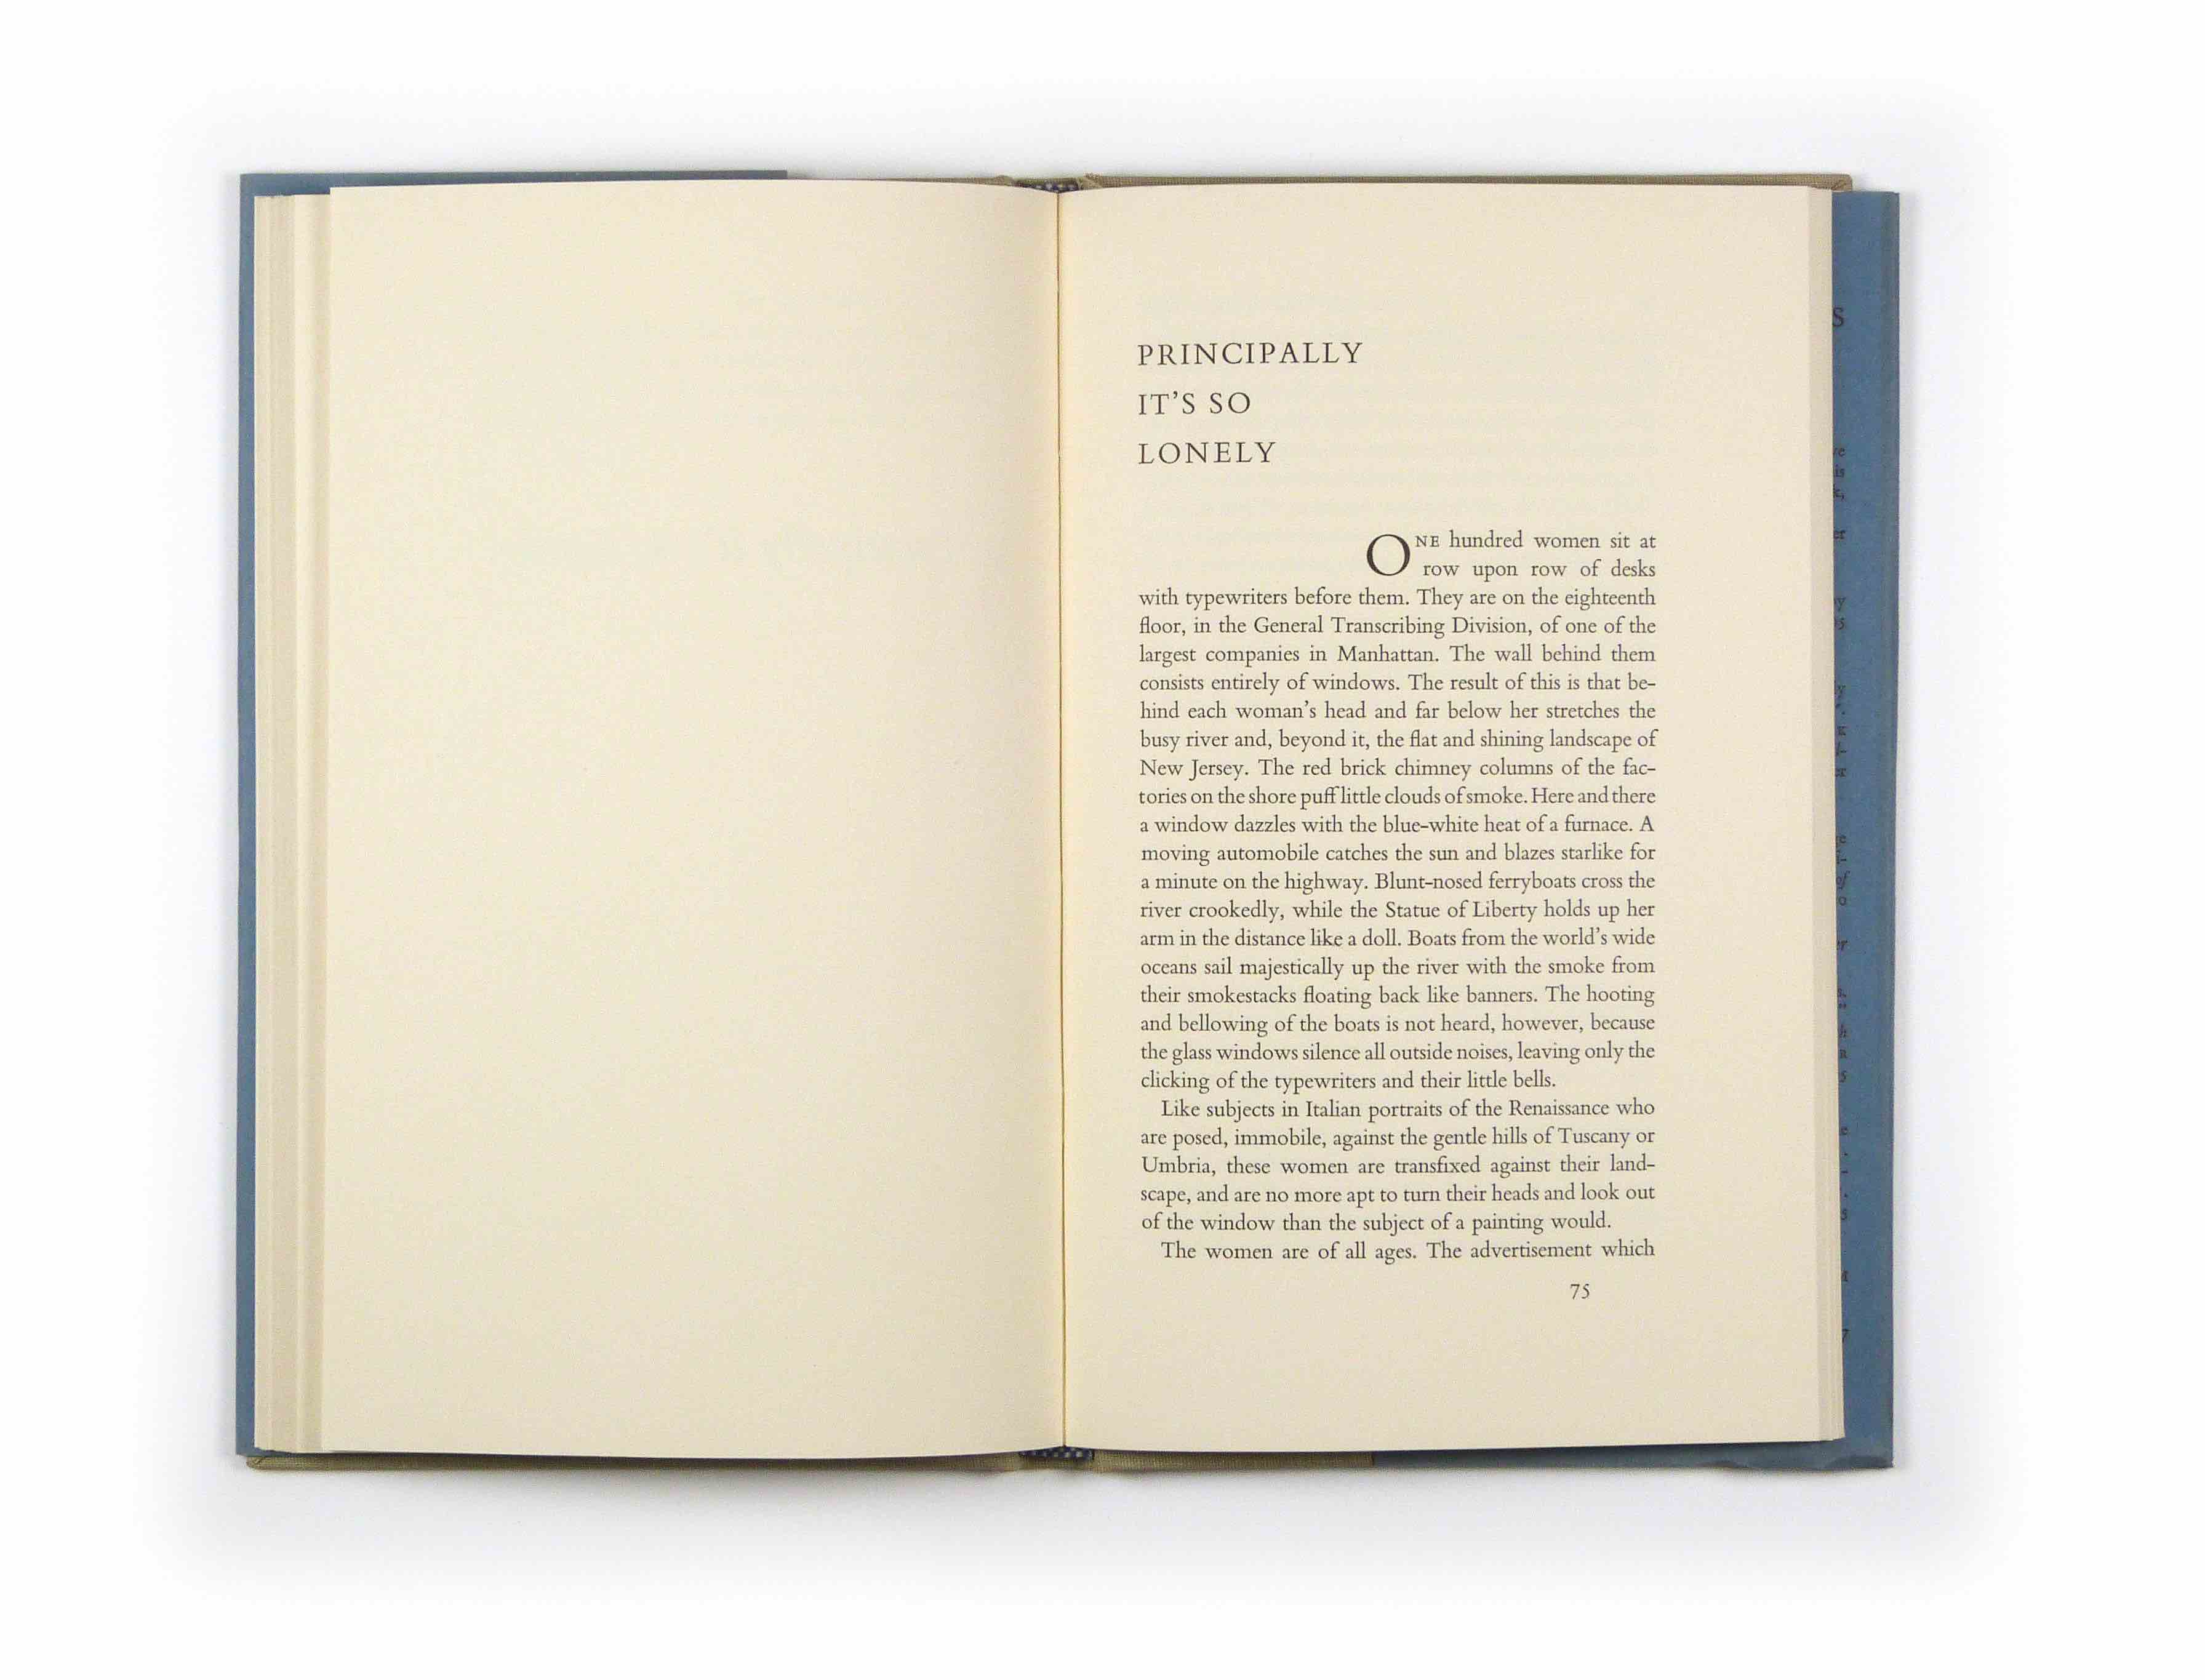 PRINCIPALLY
IT'S SO
LONELY
ONE hundred women sit at
row upon row of desks
with typewriters before them. They are on the eighteenth
floor, in the General Transcribing Division, of one of the
largest companies in Manhattan. The wall behind them
consists entirely of windows. The result of this is that be-
hind each woman's head and far below her stretches the
busy river and, beyond it, the flat and shining landscape of
New Jersey. The red brick chimney columns of the fac-
tories on the shore puff little clouds of smoke. Here and there
a window dazzles with the blue-white heat of a furnace. A
moving automobile catches the sun and blazes starlike for
a minute on the highway. Blunt-nosed ferryboats cross the
river crookedly, while the Statue of Liberty holds up her
arm in the distance like a doll. Boats from the world's wide
oceans sail majestically up the river with the smoke from
their smokestacks floating back like banners. The hooting
and bellowing of the boats is not heard, however, because
the glass windows silence all outside noises, leaving only the
clicking of the typewriters and their little bells.
Like subjects in Italian portraits of the Renaissance who
are posed, immobile, against the gentle hills of Tuscany or
Umbria, these women are transfixed against their land-
scape, and are no more apt to turn their heads and look out
of the window than the subject of a painting would.
The women are of all ages. The advertisement which
75